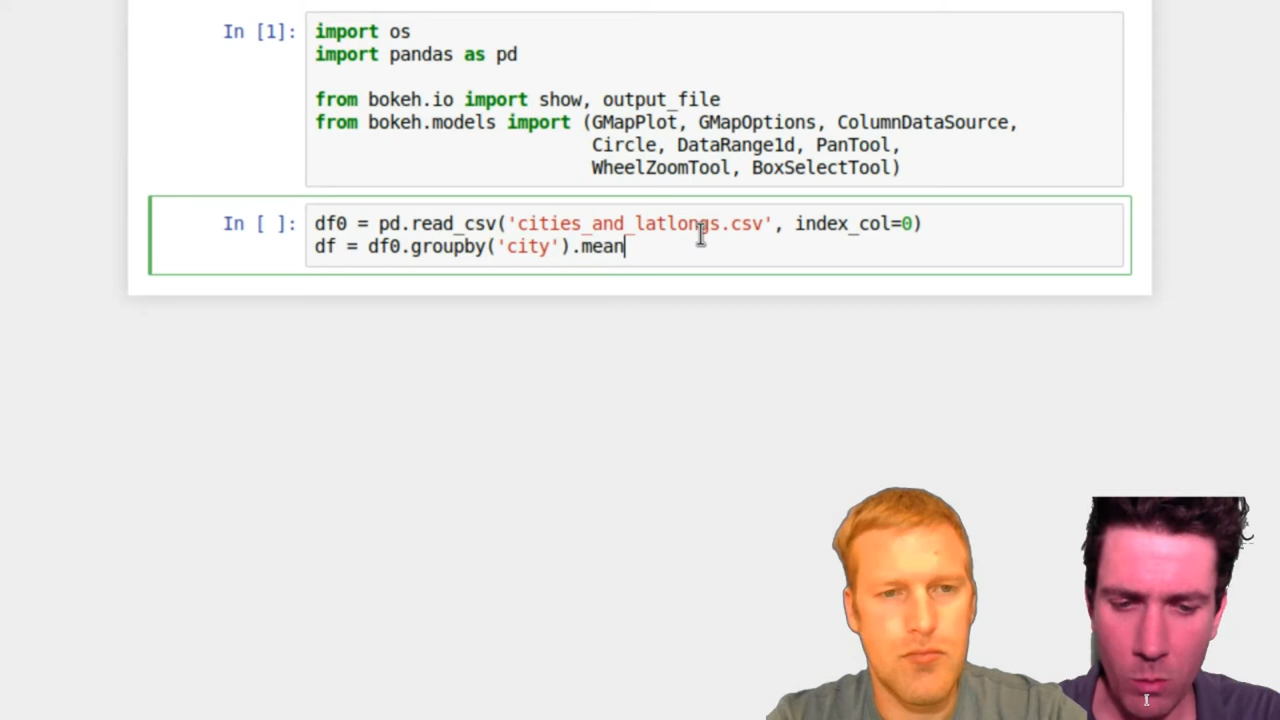 In [1]:
import os
import pandas as pd
from bokeh.io import show, output_file
from bokeh.models import (GMapPlot, GMapOptions, ColumnDataSource,
Circle, DataRange1d, PanTool,
WheelZoomTool, BoxSelectTool)
In [ ]:
df0 = pd.read_csv('cities_and_latlongs.csv', index_col=0)
df = df0.groupby('city').mean